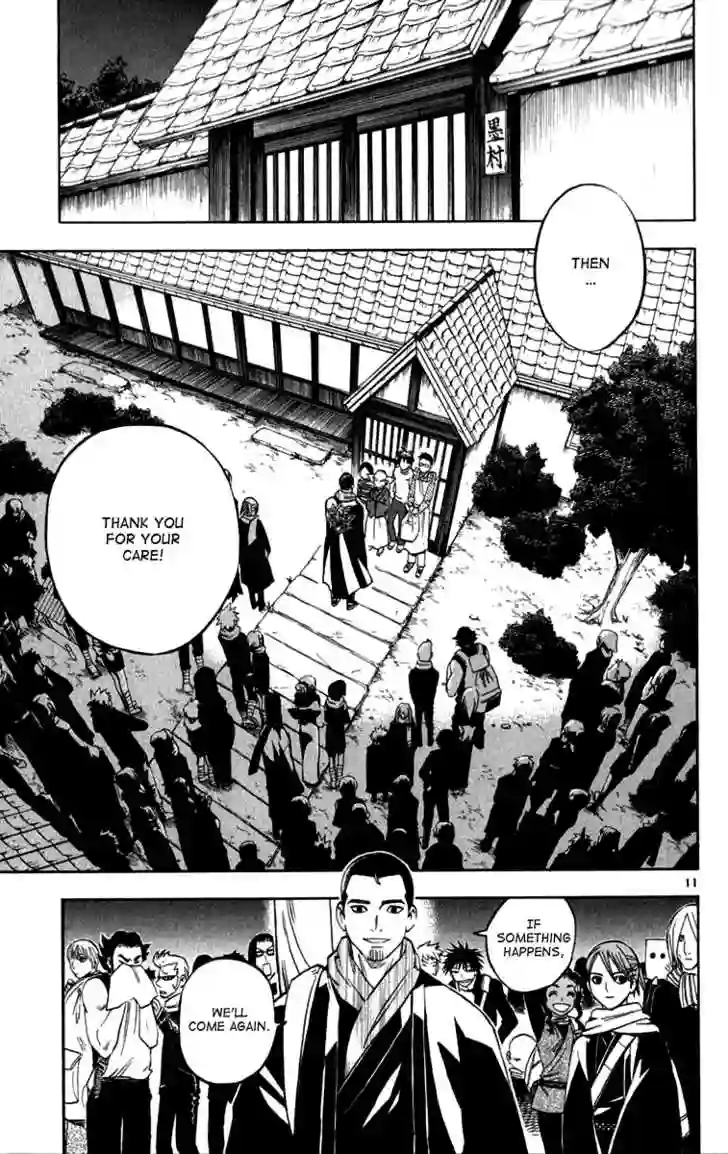 墨村
THEN
...
THANK YOU
FOR YOUR
CARE!
11
IF
SOMETHING
HAPPENS,
WE'LL
COME AGAIN.